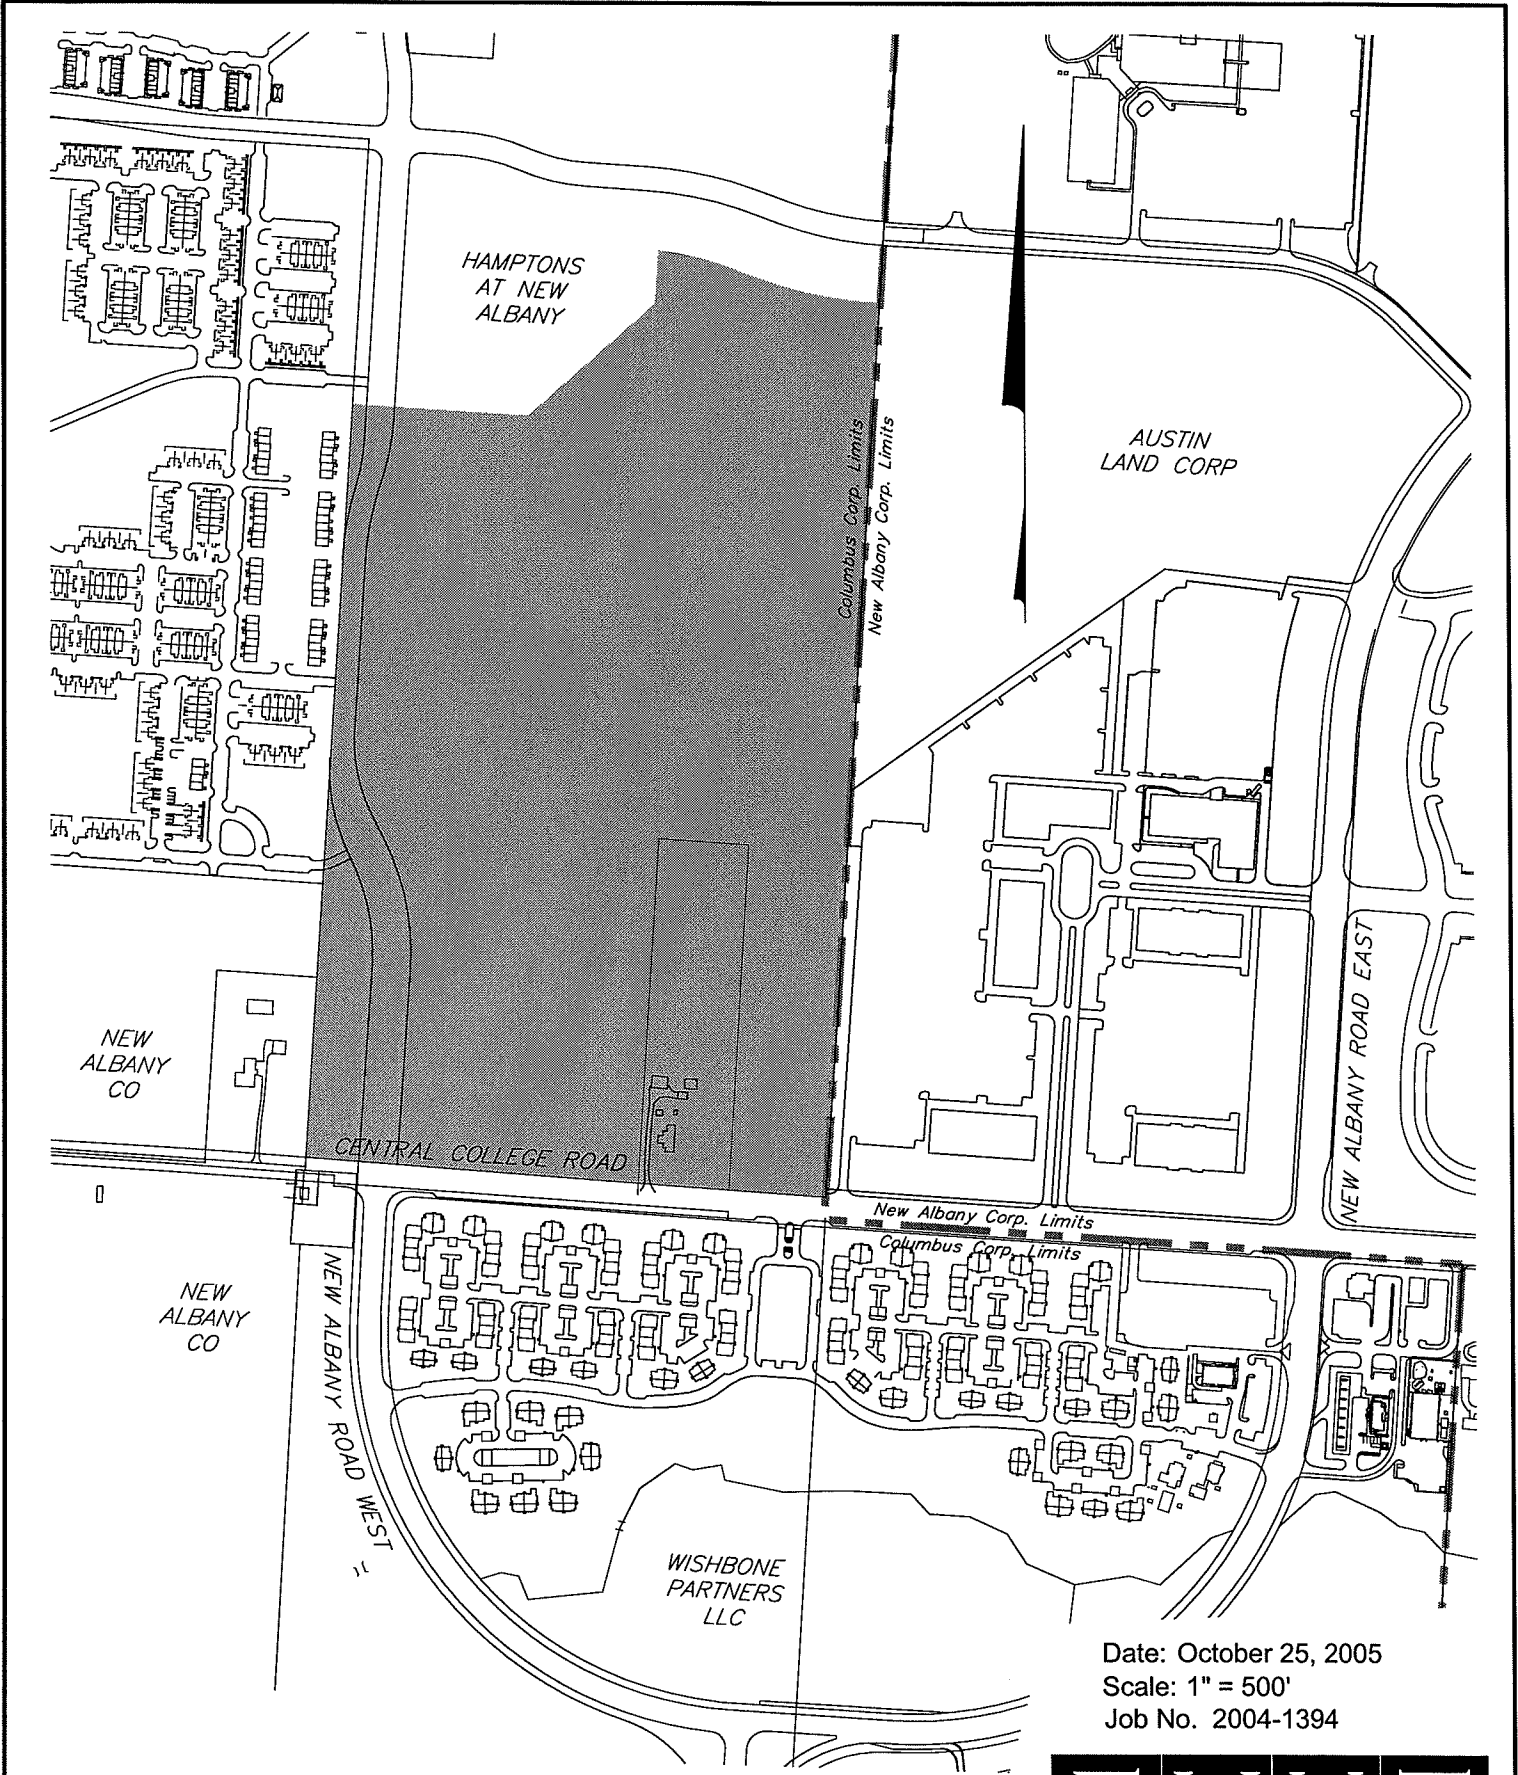 HAMPTONS
AT NEW
ALBANY
AUSTIN
LAND CORP
Columbus Corp. Limits
New Albany Corp. Limits
NEW
ALBANY
CO
NEW ALBANY ROAD EAST
CENTRAL COLLEGE ROAD
New Albany Corp. Limits
Columbus Corp. Limits
NEW
ALBANY
CO
NEW ALBANY ROAD WEST
WISHBONE
PARTNERS
LLC
Date: October 25, 2005
Scale: 1" = 500'
Job No. 2004-1394